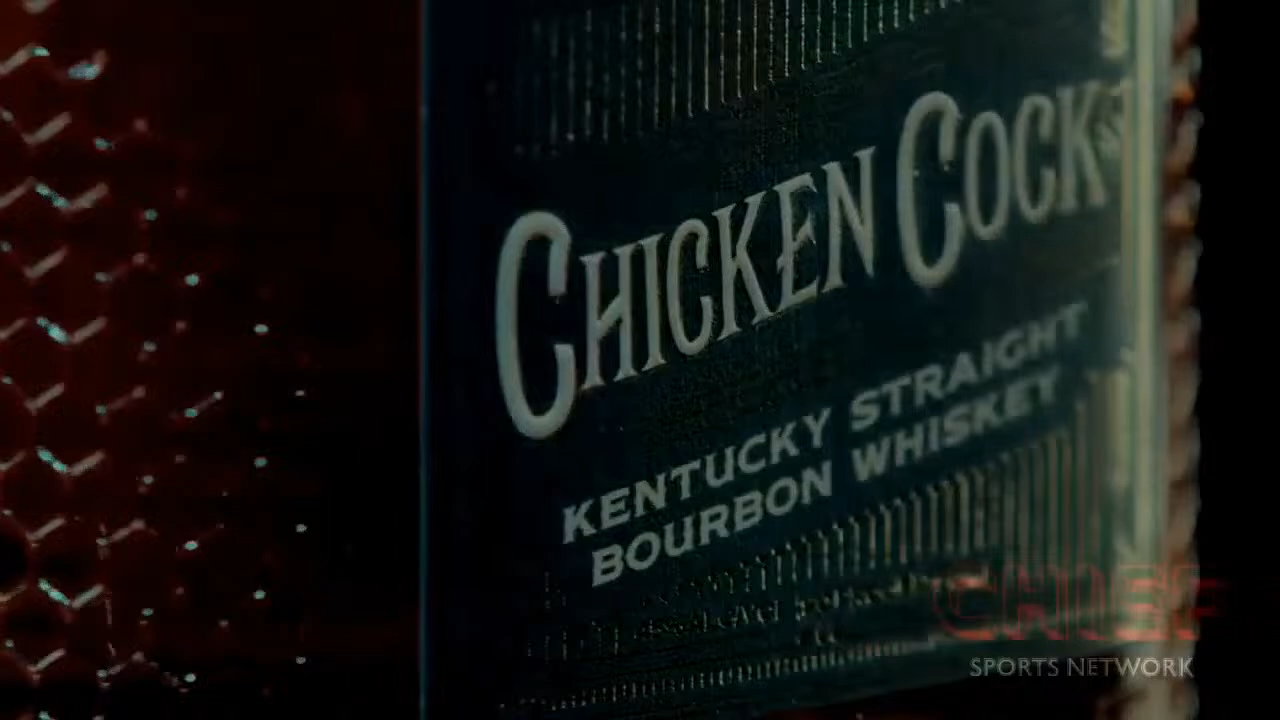 CHICKEN COCK
KENTUCKY STRAIGHT
BOURBON WHISKEY
CHIEF
SPORTS NETWORK